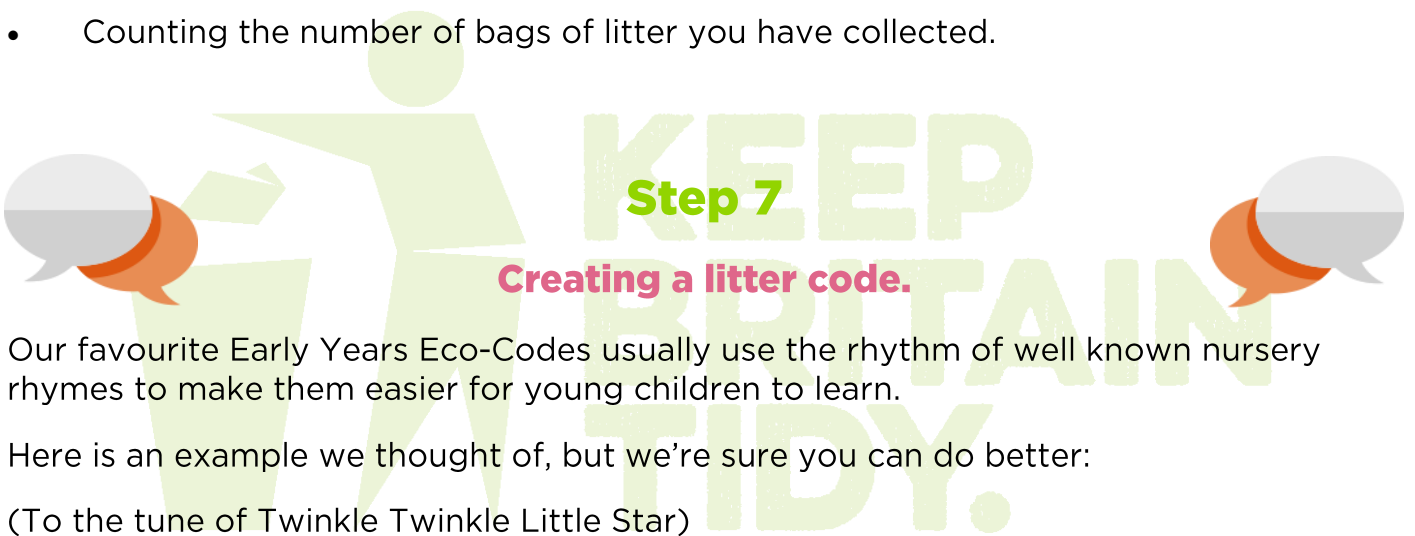 • Counting the number of bags of litter you have collected.
KEEP
BRITAIN
TIDY.
Step 7
Creating a litter code.
Our favourite Early Years Eco-Codes usually use the rhythm of well known nursery
rhymes to make them easier for young children to learn.
Here is an example we thought of, but we’re sure you can do better:
(To the tune of Twinkle Twinkle Little Star)